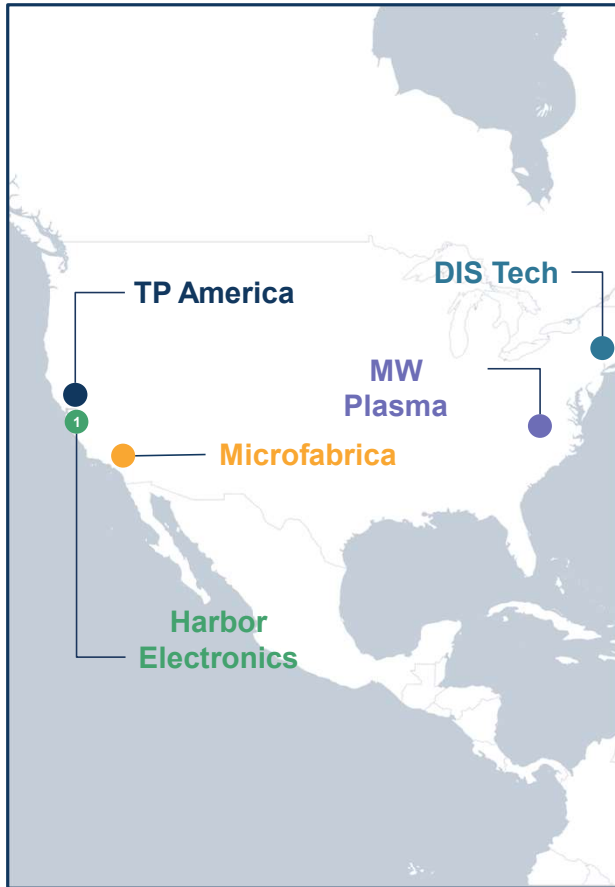 DIS Tech
TP America
MW
Plasma
1
Microfabrica
Harbor
Electronics